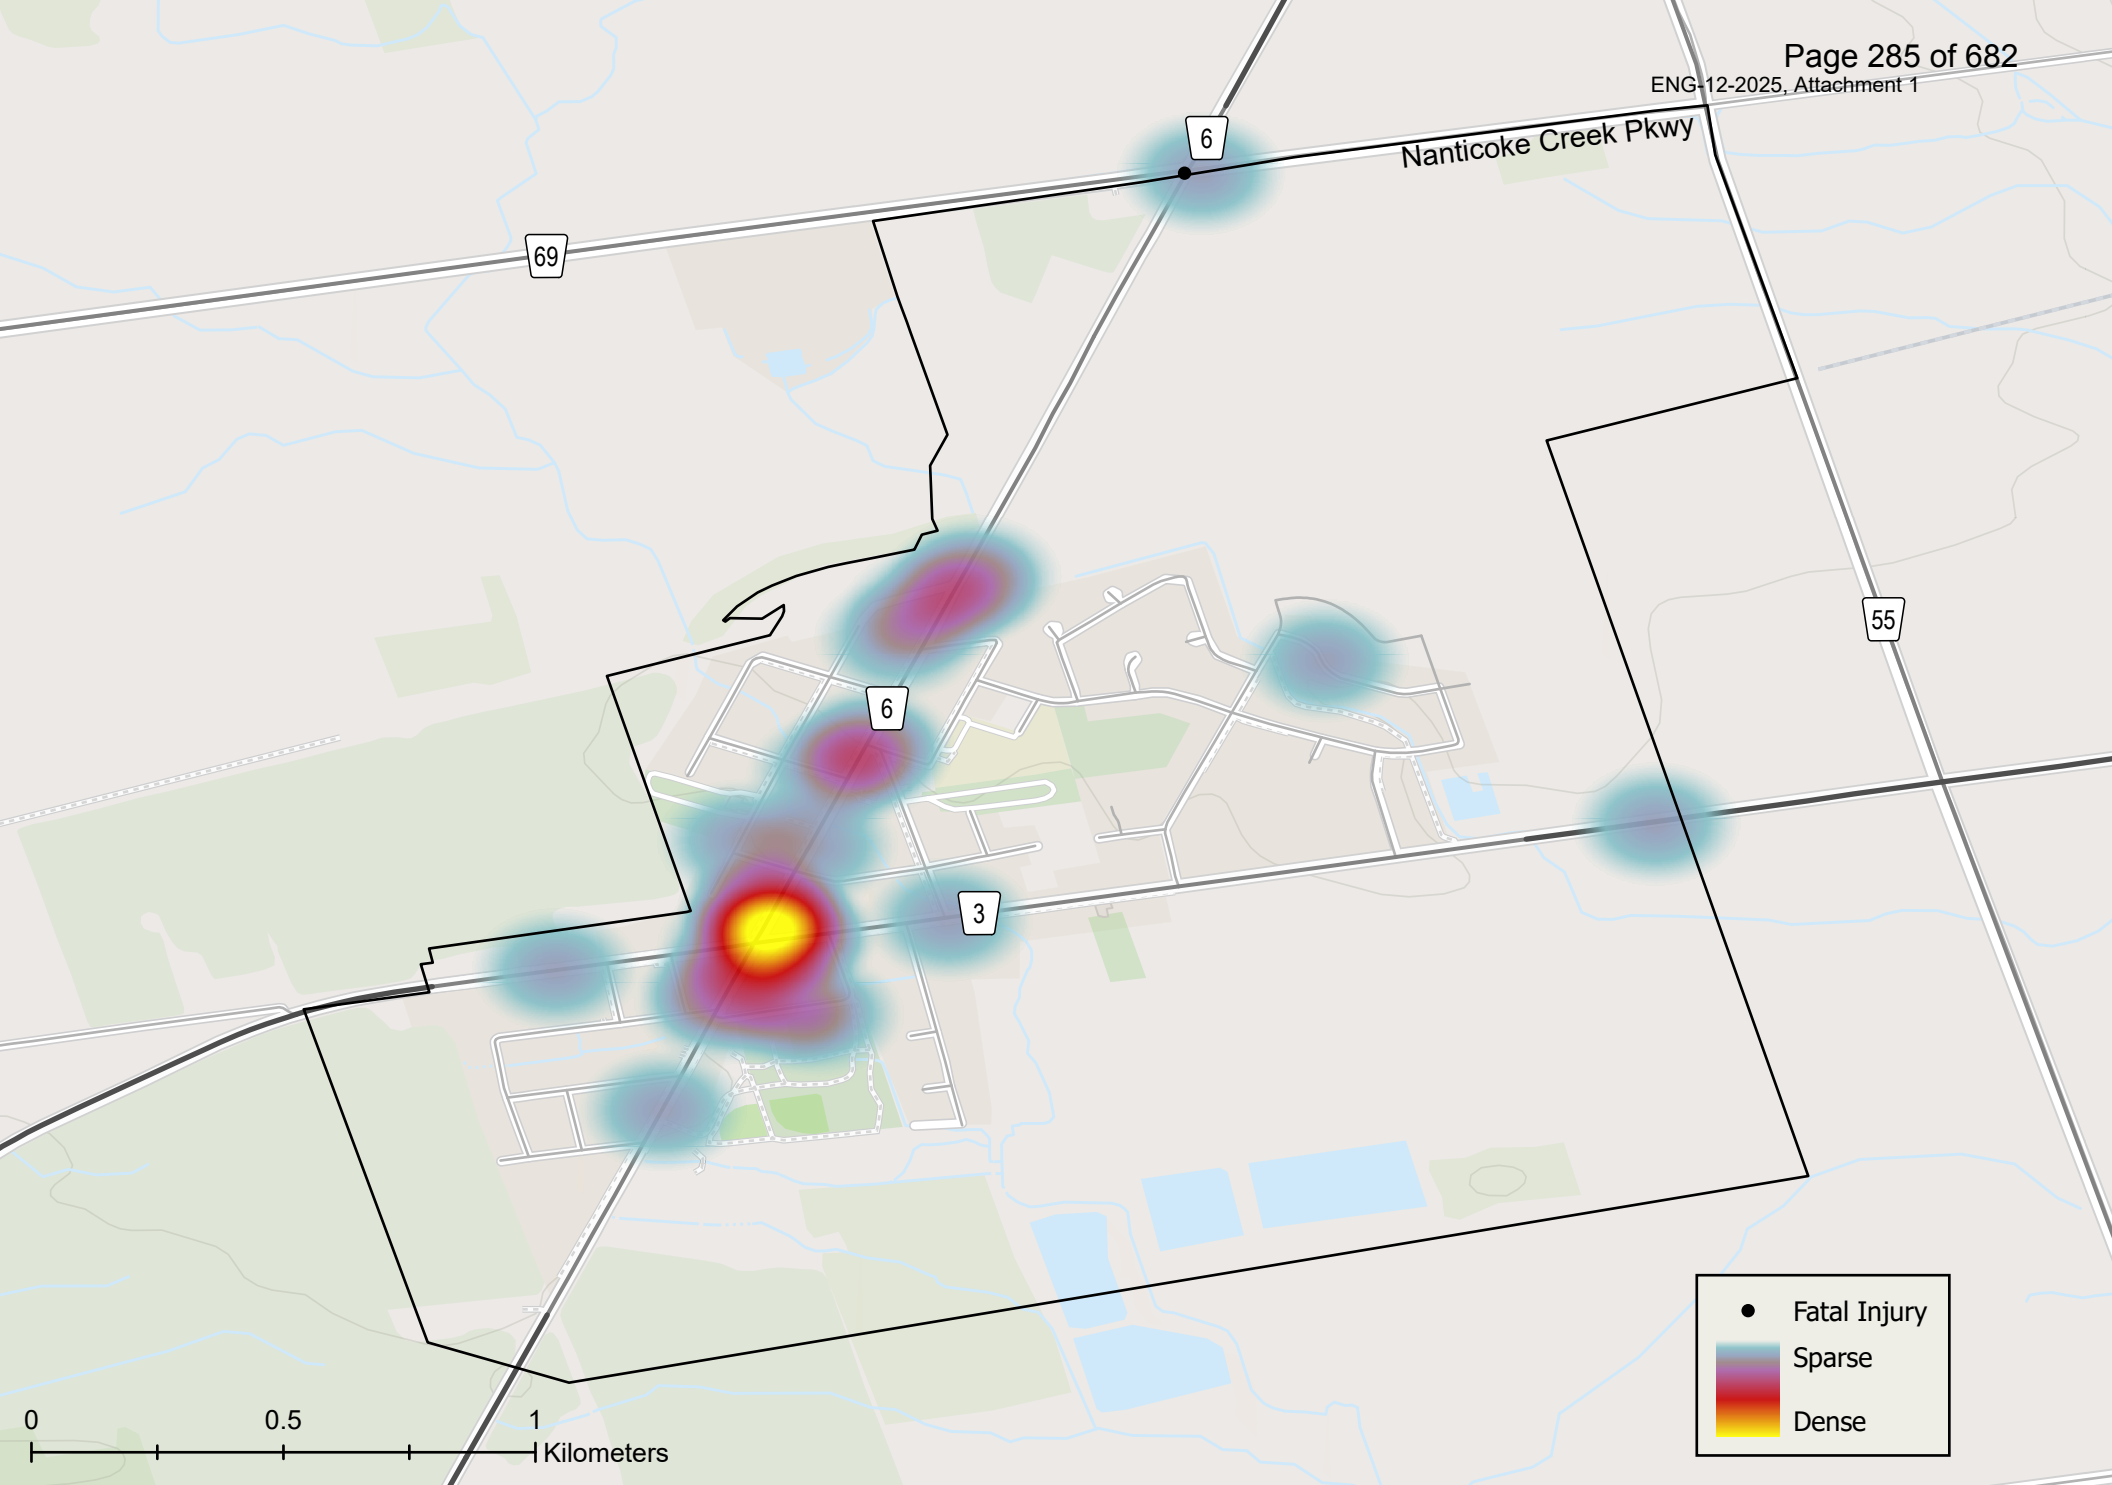 Page 285 of 682
ENG-12-2025, Attachment 1
6
Nanticoke Creek Pkwy
69
55
6
3
Fatal Injury
Sparse
Dense
0 0.5 1
Kilometers